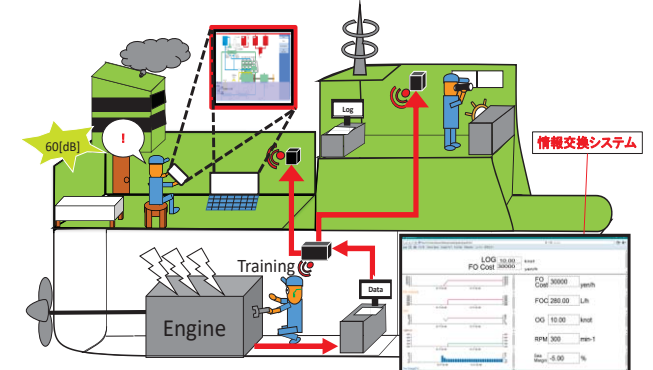 Log
情報交換システム
60[dB]
!
Training
Data
Engine
LOG 10.00 knot
FO Cost 30000 yen/h
FO Cost 30000 yen/h
FOC 280.00 L/h
OG 10.00 knot
RPM 300 min-1
Sea Margin -5.00 %